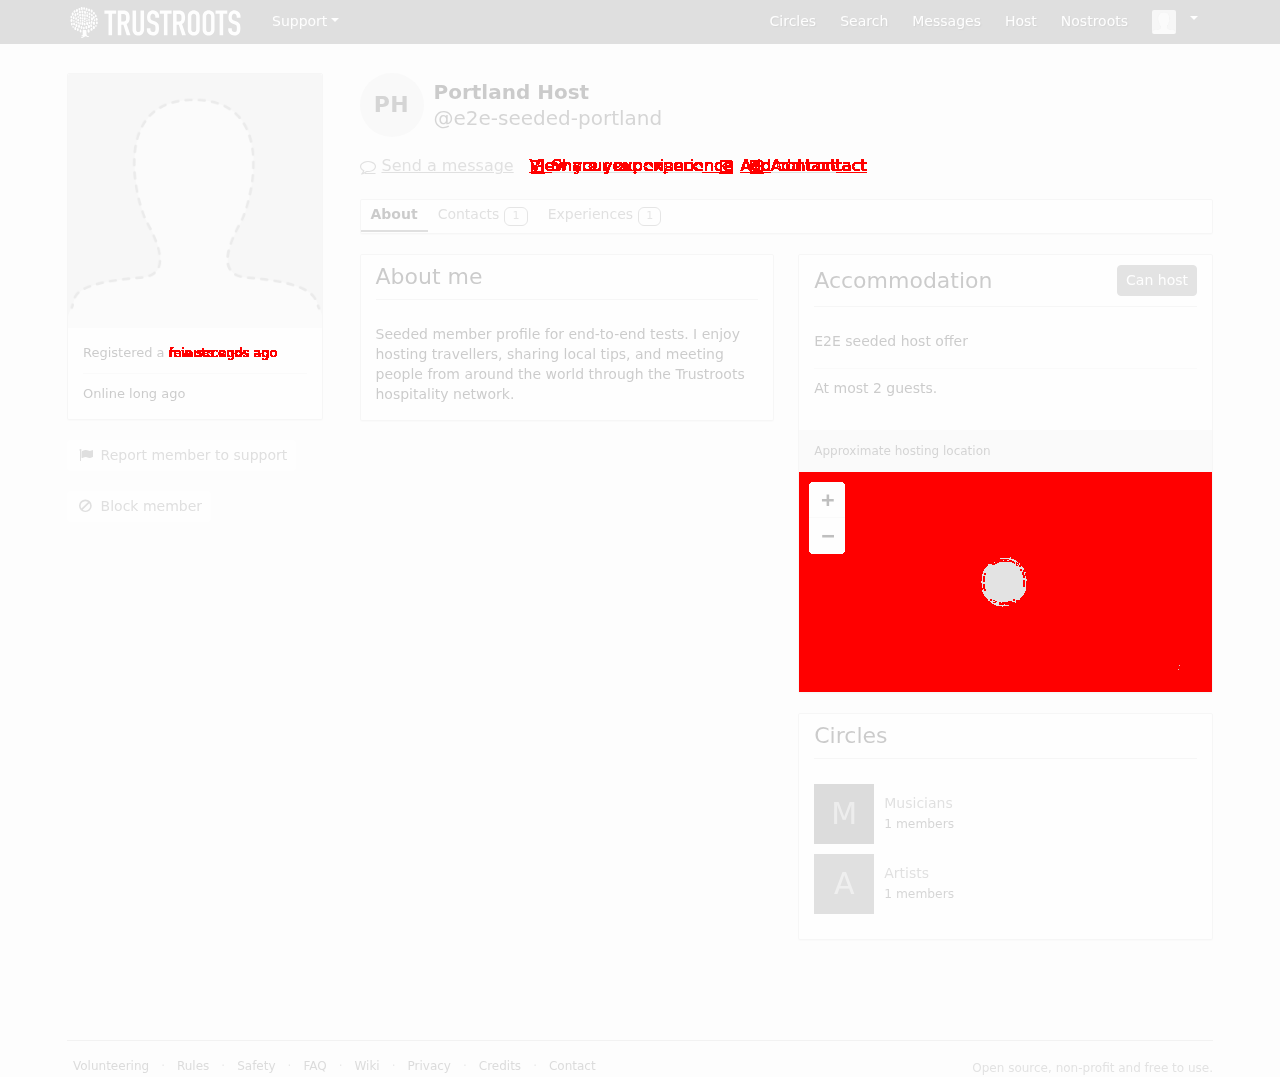 TRUSTROOTS
Support
Circles Search Messages Host Nostroots
PH
Portland Host
@e2e-seeded-portland
Send a message
About Contacts 1 Experiences 1
About me
Seeded member profile for end-to-end tests. I enjoy
hosting travellers, sharing local tips, and meeting
people from around the world through the Trustroots
hospitality network.
Registered a
Online long ago
Report member to support
Block member
Accommodation
Can host
E2E seeded host offer
At most 2 guests.
Approximate hosting location
+
−
Circles
M
Musicians
1 members
A
Artists
1 members
Volunteering · Rules · Safety · FAQ · Wiki · Privacy · Credits · Contact
Open source, non-profit and free to use.